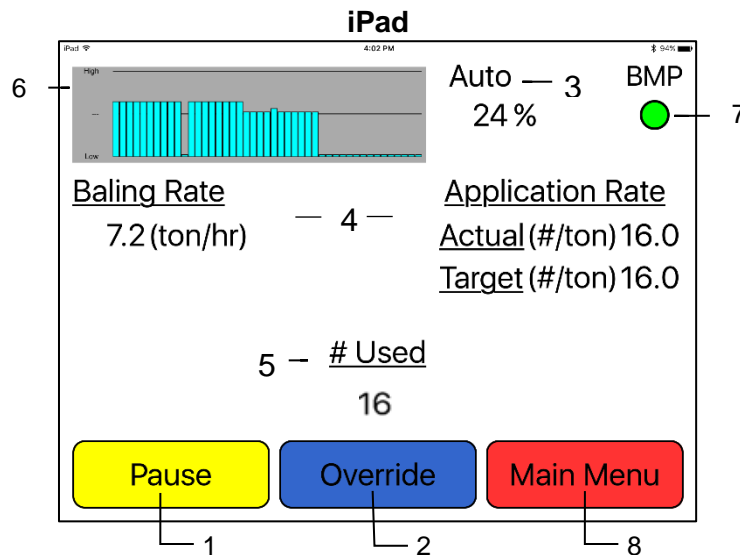 iPad
iPad 4:02 PM 94%
High
Low
6
Auto 3 BMP
24 % 7
Baling Rate Application Rate
4
7.2 (ton/hr) Actual (#/ton) 16.0
Target (#/ton) 16.0
5 # Used
16
Pause Override Main Menu
1 2 8